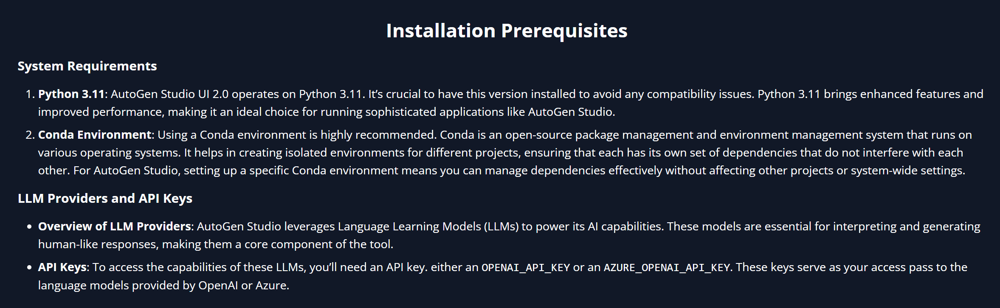 Installation Prerequisites
System Requirements
1. Python 3.11: AutoGen Studio UI 2.0 operates on Python 3.11. It’s crucial to have this version installed to avoid any compatibility issues. Python 3.11 brings enhanced features and
improved performance, making it an ideal choice for running sophisticated applications like AutoGen Studio.
2. Conda Environment: Using a Conda environment is highly recommended. Conda is an open-source package management and environment management system that runs on
various operating systems. It helps in creating isolated environments for different projects, ensuring that each has its own set of dependencies that do not interfere with each
other. For AutoGen Studio, setting up a specific Conda environment means you can manage dependencies effectively without affecting other projects or system-wide settings.
LLM Providers and API Keys
• Overview of LLM Providers: AutoGen Studio leverages Language Learning Models (LLMs) to power its AI capabilities. These models are essential for interpreting and generating
human-like responses, making them a core component of the tool.
• API Keys: To access the capabilities of these LLMs, you’ll need an API key. either an OPENAI_API_KEY or an AZURE_OPENAI_API_KEY. These keys serve as your access pass to the
language models provided by OpenAI or Azure.